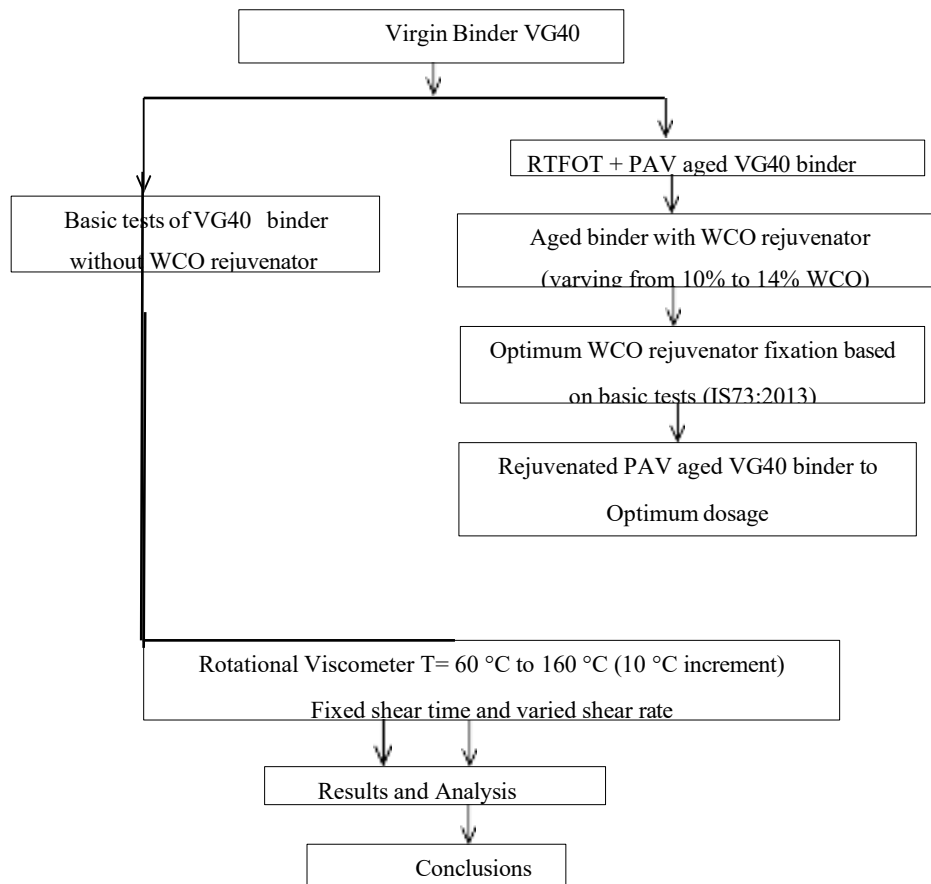 Virgin Binder VG40
RTFOT + PAV aged VG40 binder
Basic tests of VG40 binder
without WCO rejuvenator
Aged binder with WCO rejuvenator
(varying from 10% to 14% WCO)
Optimum WCO rejuvenator fixation based
on basic tests (IS73:2013)
Rejuvenated PAV aged VG40 binder to
Optimum dosage
Rotational Viscometer T= 60 °C to 160 °C (10 °C increment)
Fixed shear time and varied shear rate
Results and Analysis
Conclusions